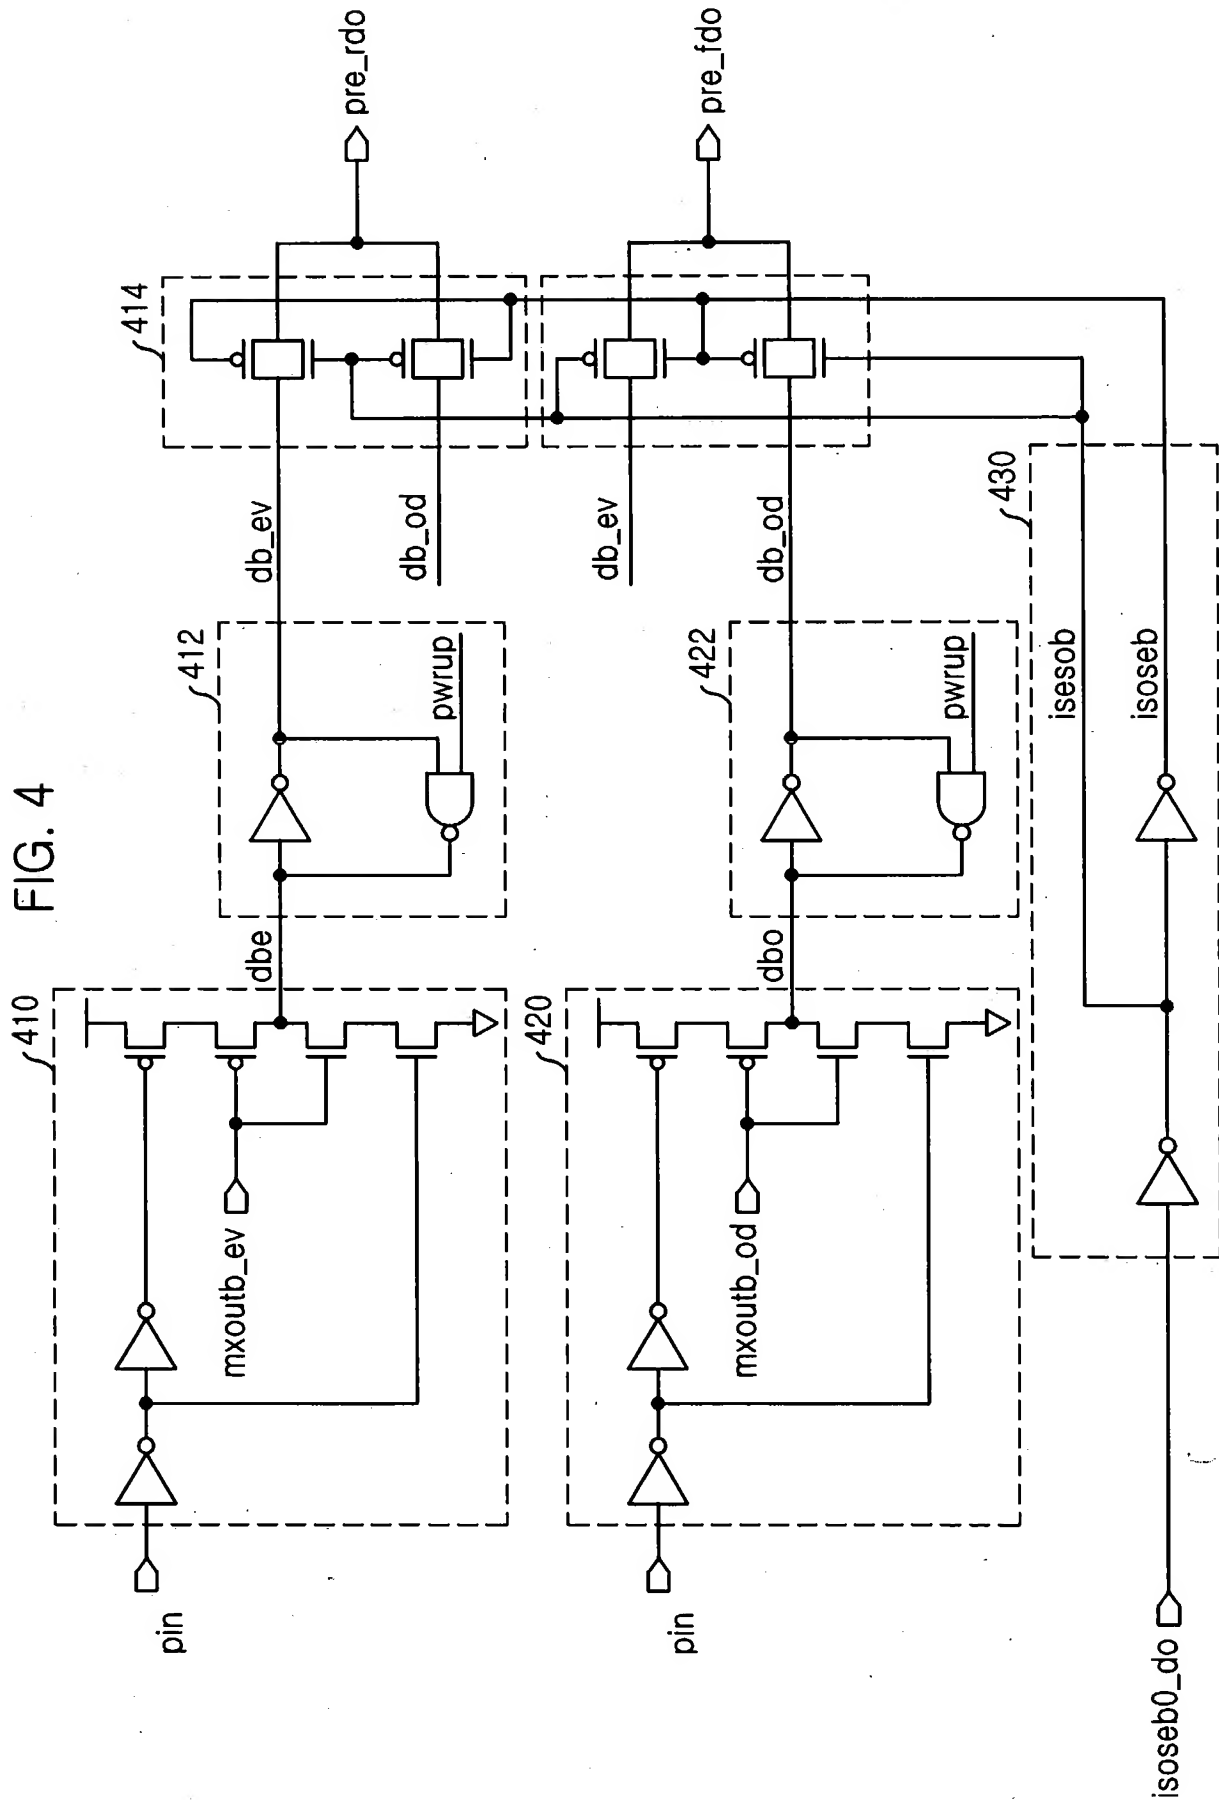 FIG. 4
410
412
414
pin
mxoutb_ev
dbe
pwrup
db_ev
db_od
pre_rdo
420
422
pin
mxoutb_od
dbo
pwrup
db_ev
db_od
pre_fdo
430
isoseb0_do
isesob
isoseb